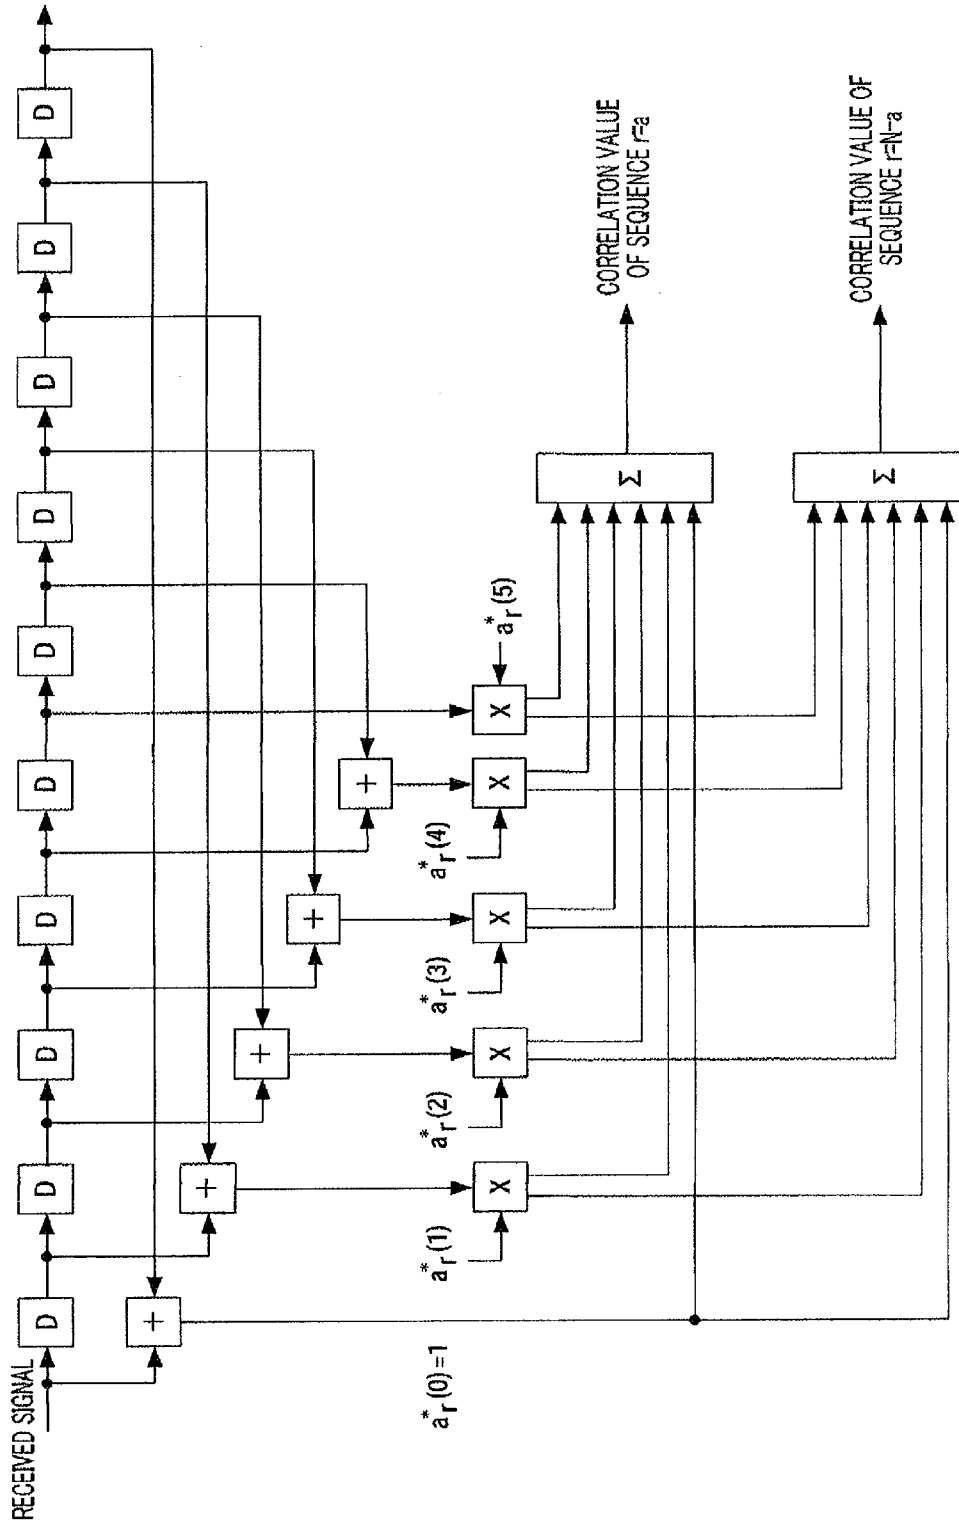 RECEIVED SIGNAL
D
D
D
D
D
D
D
D
D
D
+
+
+
+
+
a*r(0)=1
a*r(1)
a*r(2)
a*r(3)
a*r(4)
a*r(5)
X
X
X
X
X
Σ
CORRELATION VALUE
OF SEQUENCE r=a
Σ
CORRELATION VALUE OF
SEQUENCE r=N-a